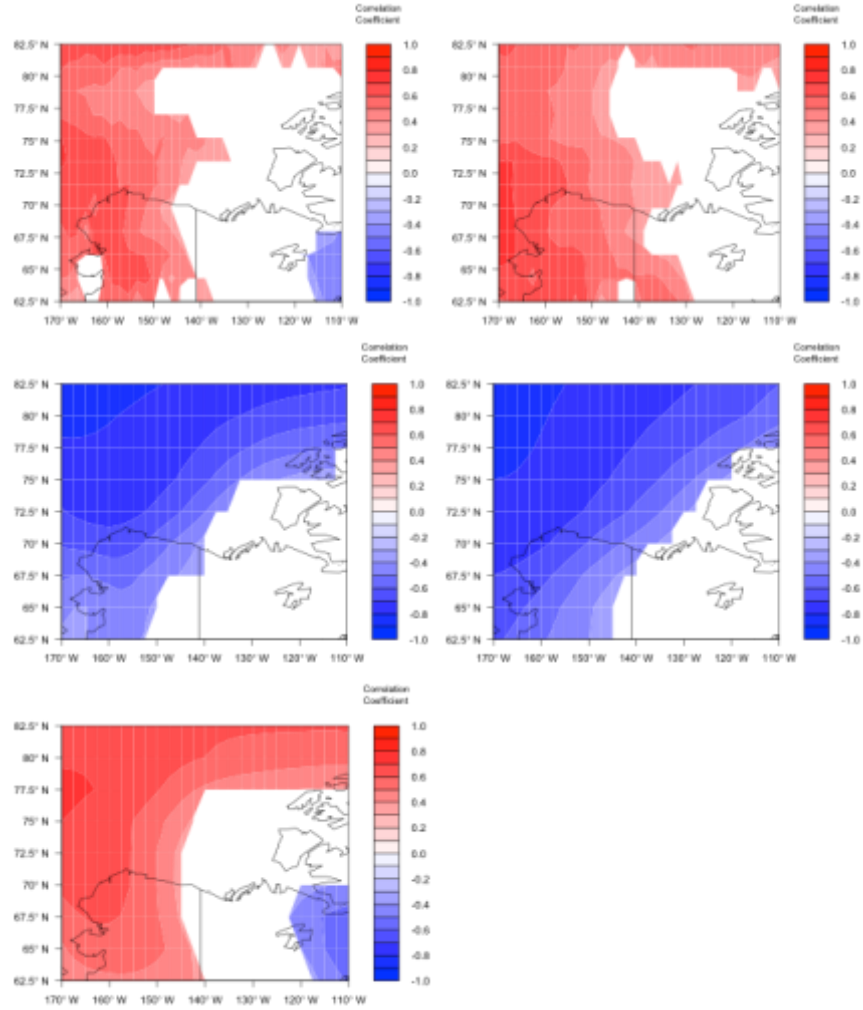 Correlation
Coefficient
82.5° N
80° N
77.5° N
75° N
72.5° N
70° N
67.5° N
65° N
62.5° N
170° W 160° W 150° W 140° W 130° W 120° W 110° W
1.0
0.8
0.6
0.4
0.2
0.0
-0.2
-0.4
-0.6
-0.8
-1.0
Correlation
Coefficient
82.5° N
80° N
77.5° N
75° N
72.5° N
70° N
67.5° N
65° N
62.5° N
170° W 160° W 150° W 140° W 130° W 120° W 110° W
1.0
0.8
0.6
0.4
0.2
0.0
-0.2
-0.4
-0.6
-0.8
-1.0
Correlation
Coefficient
82.5° N
80° N
77.5° N
75° N
72.5° N
70° N
67.5° N
65° N
62.5° N
170° W 160° W 150° W 140° W 130° W 120° W 110° W
1.0
0.8
0.6
0.4
0.2
0.0
-0.2
-0.4
-0.6
-0.8
-1.0
Correlation
Coefficient
82.5° N
80° N
77.5° N
75° N
72.5° N
70° N
67.5° N
65° N
62.5° N
170° W 160° W 150° W 140° W 130° W 120° W 110° W
1.0
0.8
0.6
0.4
0.2
0.0
-0.2
-0.4
-0.6
-0.8
-1.0
Correlation
Coefficient
82.5° N
80° N
77.5° N
75° N
72.5° N
70° N
67.5° N
65° N
62.5° N
170° W 160° W 150° W 140° W 130° W 120° W 110° W
1.0
0.8
0.6
0.4
0.2
0.0
-0.2
-0.4
-0.6
-0.8
-1.0